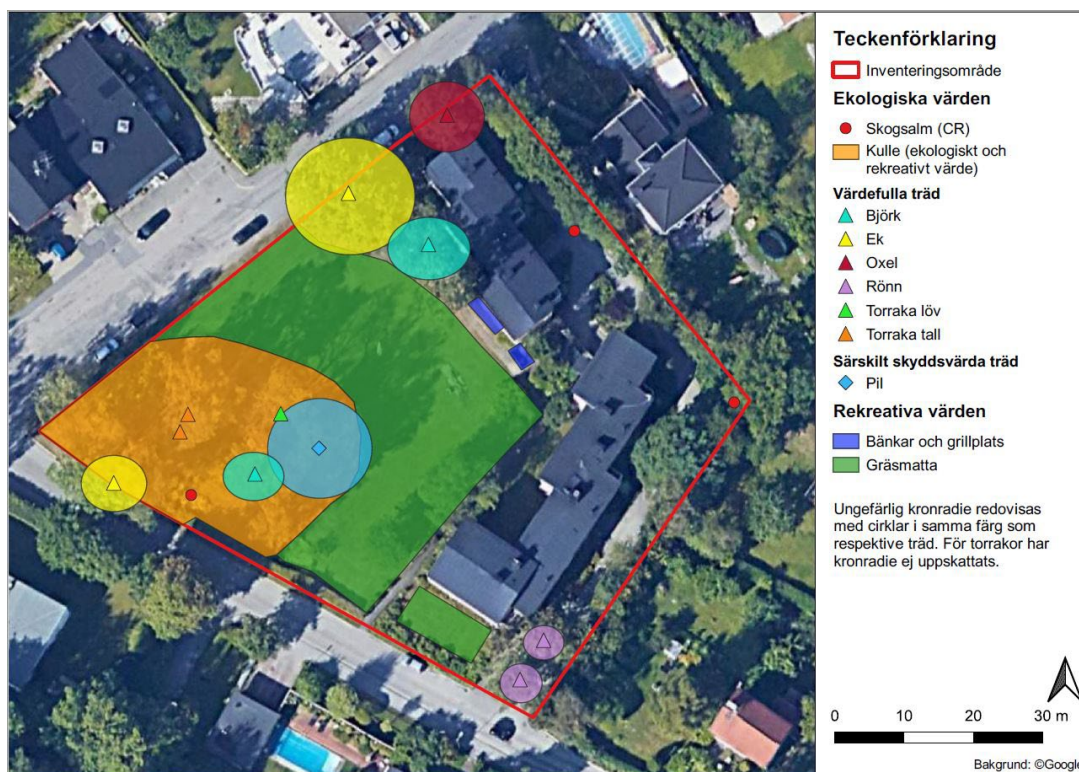 Teckenförklaring
Inventeringsområde
Ekologiska värden
Skogsalm (CR)
Kulle (ekologiskt och
rekreativt värde)
Värdefulla träd
Björk
Ek
Oxel
Rönn
Torraka löv
Torraka tall
Särskilt skyddsvärda träd
Pil
Rekreativa värden
Bänkar och grillplats
Gräsmatta
Ungefärlig kronradie redovisas
med cirklar i samma färg som
respektive träd. För torrakor har
kronradie ej uppskattats.
0 10 20 30 m
Bakgrund: ©Google